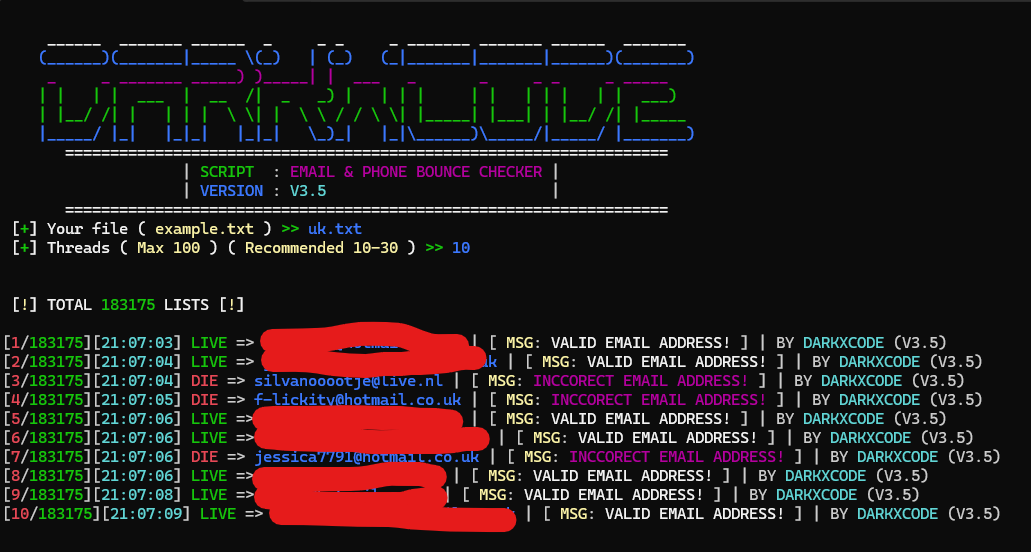 DARKXCODE
| SCRIPT : EMAIL & PHONE BOUNCE CHECKER |
| VERSION : V3.5 |
[+] Your file ( example.txt ) >> uk.txt
[+] Threads ( Max 100 ) ( Recommended 10-30 ) >> 10
[!] TOTAL 183175 LISTS [!]
[1/183175][21:07:03] LIVE => | [ MSG: VALID EMAIL ADDRESS! ] | BY DARKXCODE (V3.5)
[2/183175][21:07:04] LIVE => uk | [ MSG: VALID EMAIL ADDRESS! ] | BY DARKXCODE (V3.5)
[3/183175][21:07:04] DIE => silvanooootje@live.nl | [ MSG: INCCORECT EMAIL ADDRESS! ] | BY DARKXCODE (V3.5)
[4/183175][21:07:05] DIE => f-lickity@hotmail.co.uk | [ MSG: INCCORECT EMAIL ADDRESS! ] | BY DARKXCODE (V3.5)
[5/183175][21:07:06] LIVE => | [ MSG: VALID EMAIL ADDRESS! ] | BY DARKXCODE (V3.5)
[6/183175][21:07:06] LIVE => | [ MSG: VALID EMAIL ADDRESS! ] | BY DARKXCODE (V3.5)
[7/183175][21:07:06] DIE => jessica7791@hotmail.co.uk | [ MSG: INCCORECT EMAIL ADDRESS! ] | BY DARKXCODE (V3.5)
[8/183175][21:07:06] LIVE => | [ MSG: VALID EMAIL ADDRESS! ] | BY DARKXCODE (V3.5)
[9/183175][21:07:08] LIVE => | [ MSG: VALID EMAIL ADDRESS! ] | BY DARKXCODE (V3.5)
[10/183175][21:07:09] LIVE => | [ MSG: VALID EMAIL ADDRESS! ] | BY DARKXCODE (V3.5)